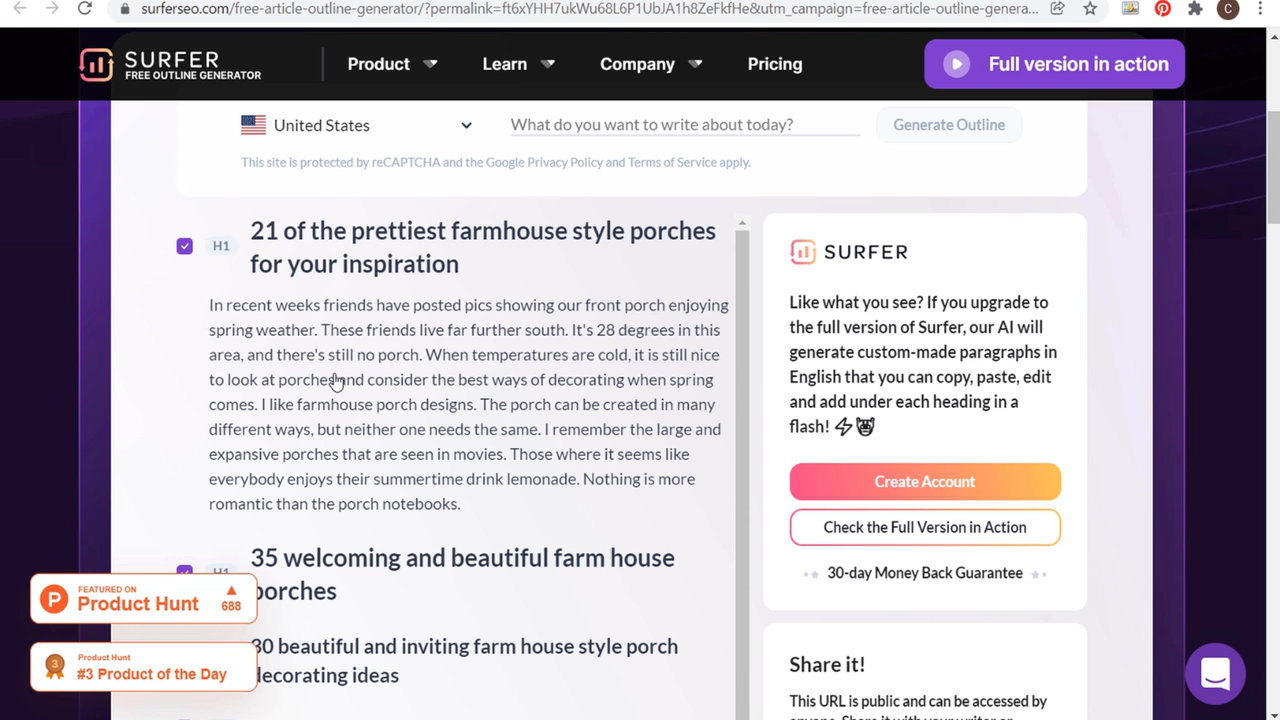 surferseo.com/free-article-outline-generator/?permalink=ft6xYHH7ukWu68L6P1UbJA1h8ZeFkfHe&utm_campaign=free-article-outline-genera...
C
SURFER
FREE OUTLINE GENERATOR
Product
Learn
Company
Pricing
Full version in action
United States
What do you want to write about today?
Generate Outline
This site is protected by reCAPTCHA and the Google Privacy Policy and Terms of Service apply.
H1
21 of the prettiest farmhouse style porches
for your inspiration
In recent weeks friends have posted pics showing our front porch enjoying
spring weather. These friends live far further south. It's 28 degrees in this
area, and there's still no porch. When temperatures are cold, it is still nice
to look at porches and consider the best ways of decorating when spring
comes. I like farmhouse porch designs. The porch can be created in many
different ways, but neither one needs the same. I remember the large and
expansive porches that are seen in movies. Those where it seems like
everybody enjoys their summertime drink lemonade. Nothing is more
romantic than the porch notebooks.
H1
35 welcoming and beautiful farm house
porches
30 beautiful and inviting farm house style porch
decorating ideas
P
FEATURED ON
Product Hunt
688
3
Product Hunt
#3 Product of the Day
SURFER
Like what you see? If you upgrade to
the full version of Surfer, our AI will
generate custom-made paragraphs in
English that you can copy, paste, edit
and add under each heading in a
flash!
Create Account
Check the Full Version in Action
30-day Money Back Guarantee
Share it!
This URL is public and can be accessed by